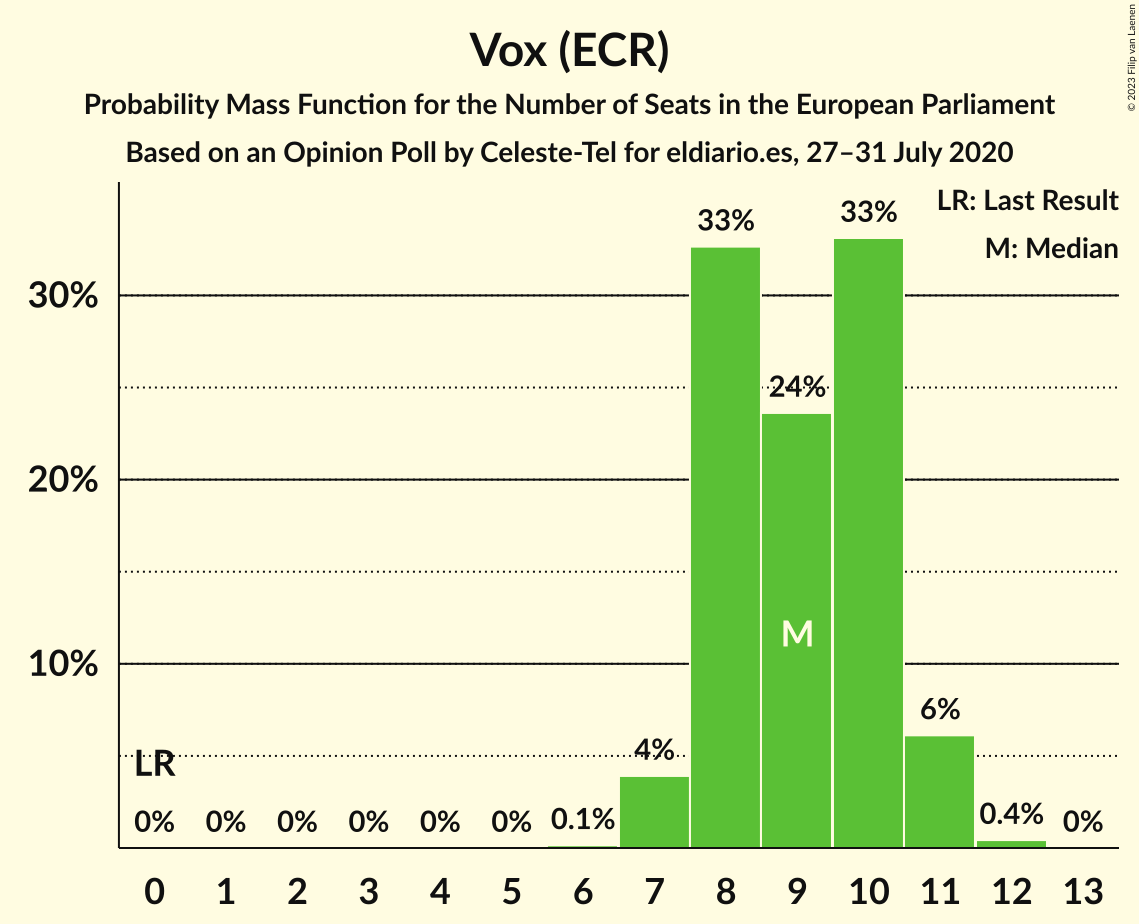 © 2023 Filip van Laenen
Vox (ECR)
Probability Mass Function for the Number of Seats in the European Parliament
Based on an Opinion Poll by Celeste-Tel for eldiario.es, 27–31 July 2020
LR: Last Result
M: Median
30%
20%
10%
LR
M
0% 0% 0% 0% 0% 0% 0.1% 4% 33% 24% 33% 6% 0.4% 0%
0 1 2 3 4 5 6 7 8 9 10 11 12 13